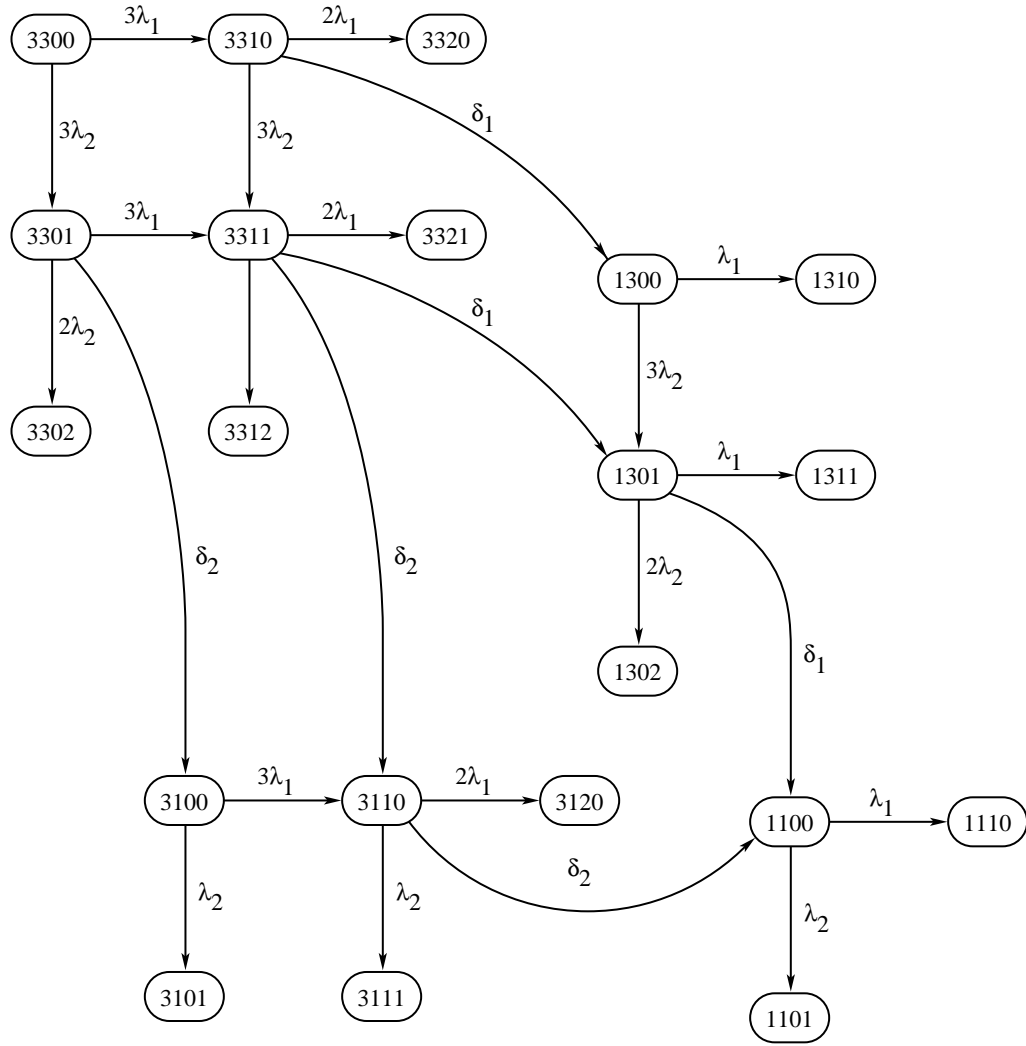 3λ₁ 2λ₁
3300 3310 3320
δ₁
3λ₂ 3λ₂
3λ₁ 2λ₁
3301 3311 3321
λ₁
1300 1310
δ₁
2λ₂
3λ₂
3302 3312
λ₁
1301 1311
δ₂ δ₂
2λ₂
1302
δ₁
3λ₁ 2λ₁
3100 3110 3120
λ₁
1100 1110
δ₂
λ₂ λ₂
λ₂
3101 3111
1101